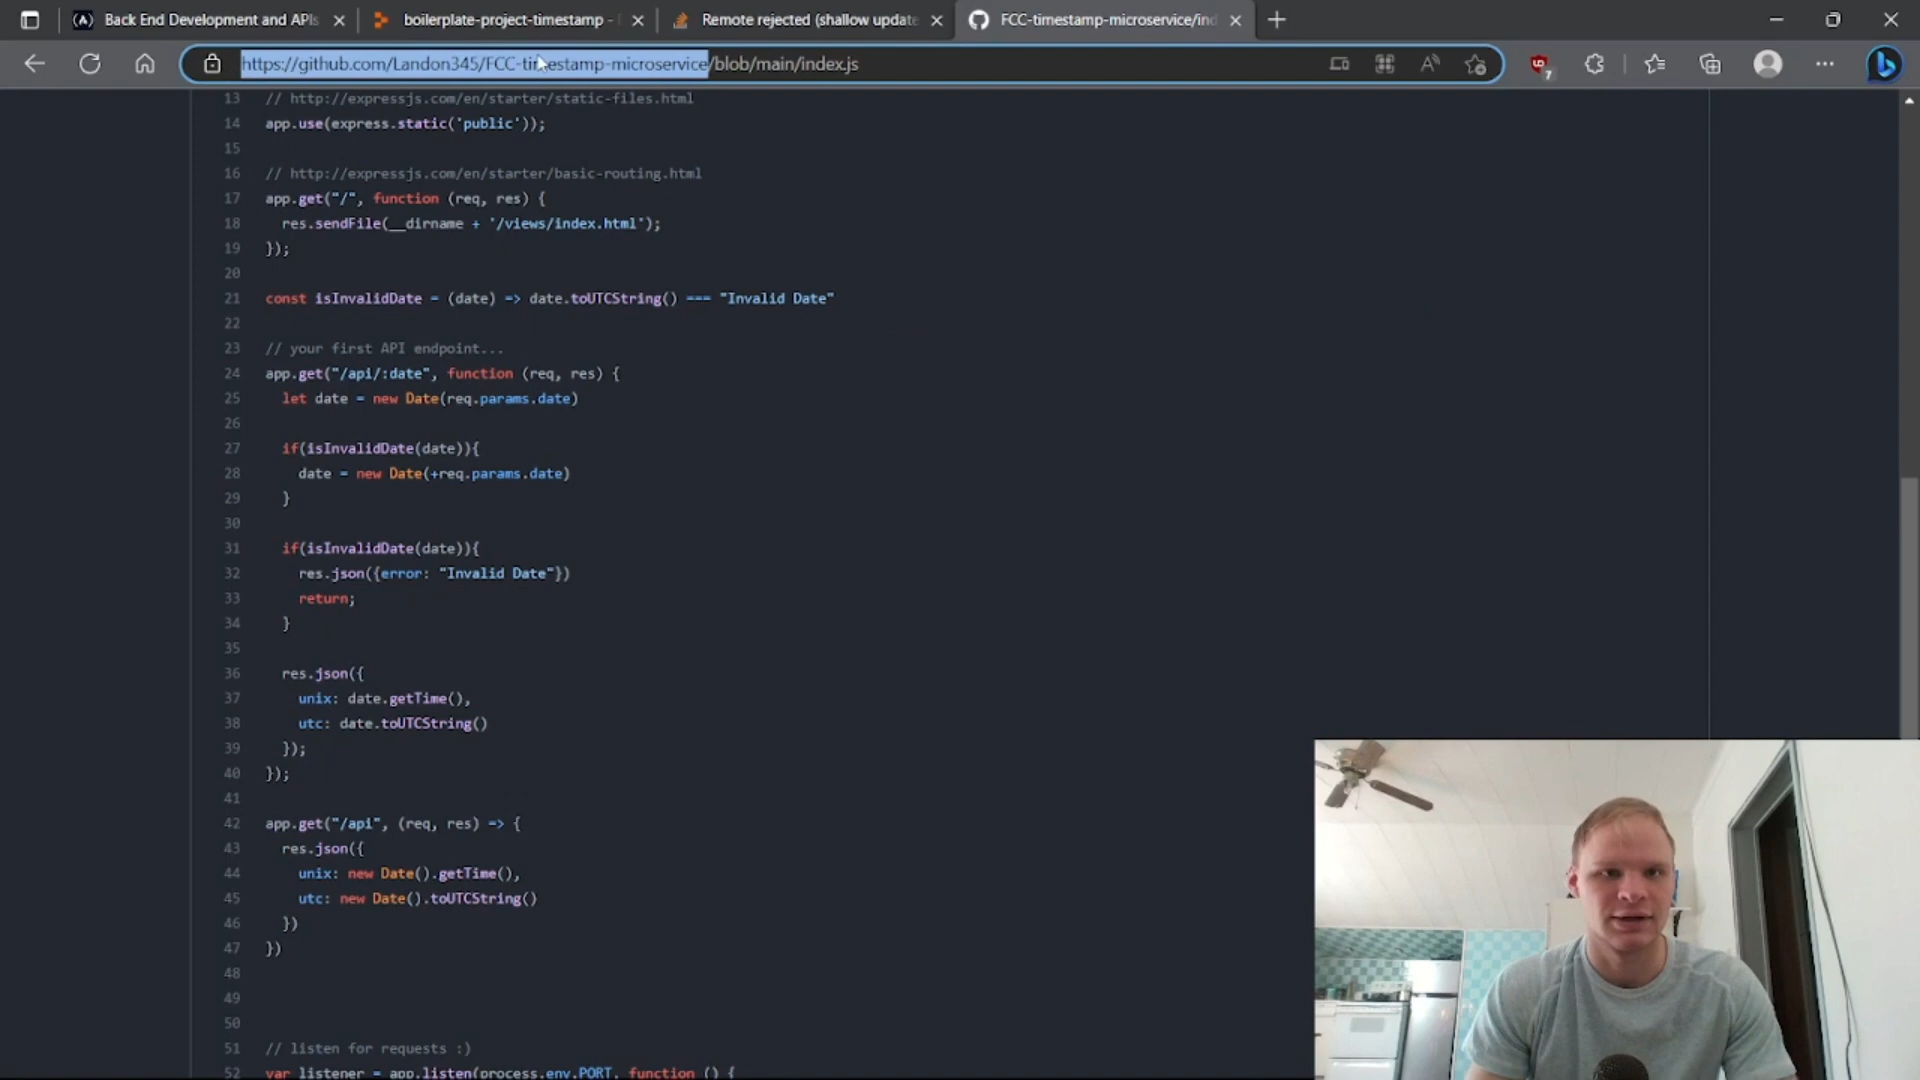 Back End Development and APIs
boilerplate-project-timestamp -
Remote rejected (shallow update
FCC-timestamp-microservice/ind
https://github.com/Landon345/FCC-timestamp-microservice/blob/main/index.js
7
13 // http://expressjs.com/en/starter/static-files.html
14 app.use(express.static('public'));
15
16 // http://expressjs.com/en/starter/basic-routing.html
17 app.get("/", function (req, res) {
18 res.sendFile(__dirname + '/views/index.html');
19 });
20
21 const isInvalidDate = (date) => date.toUTCString() === "Invalid Date"
22
23 // your first API endpoint...
24 app.get("/api/:date", function (req, res) {
25 let date = new Date(req.params.date)
26
27 if(isInvalidDate(date)){
28 date = new Date(+req.params.date)
29 }
30
31 if(isInvalidDate(date)){
32 res.json({error: "Invalid Date"})
33 return;
34 }
35
36 res.json({
37 unix: date.getTime(),
38 utc: date.toUTCString()
39 });
40 });
41
42 app.get("/api", (req, res) => {
43 res.json({
44 unix: new Date().getTime(),
45 utc: new Date().toUTCString()
46 })
47 })
48
49
50
51 // listen for requests :)
52 var listener = app.listen(process.env.PORT, function () {